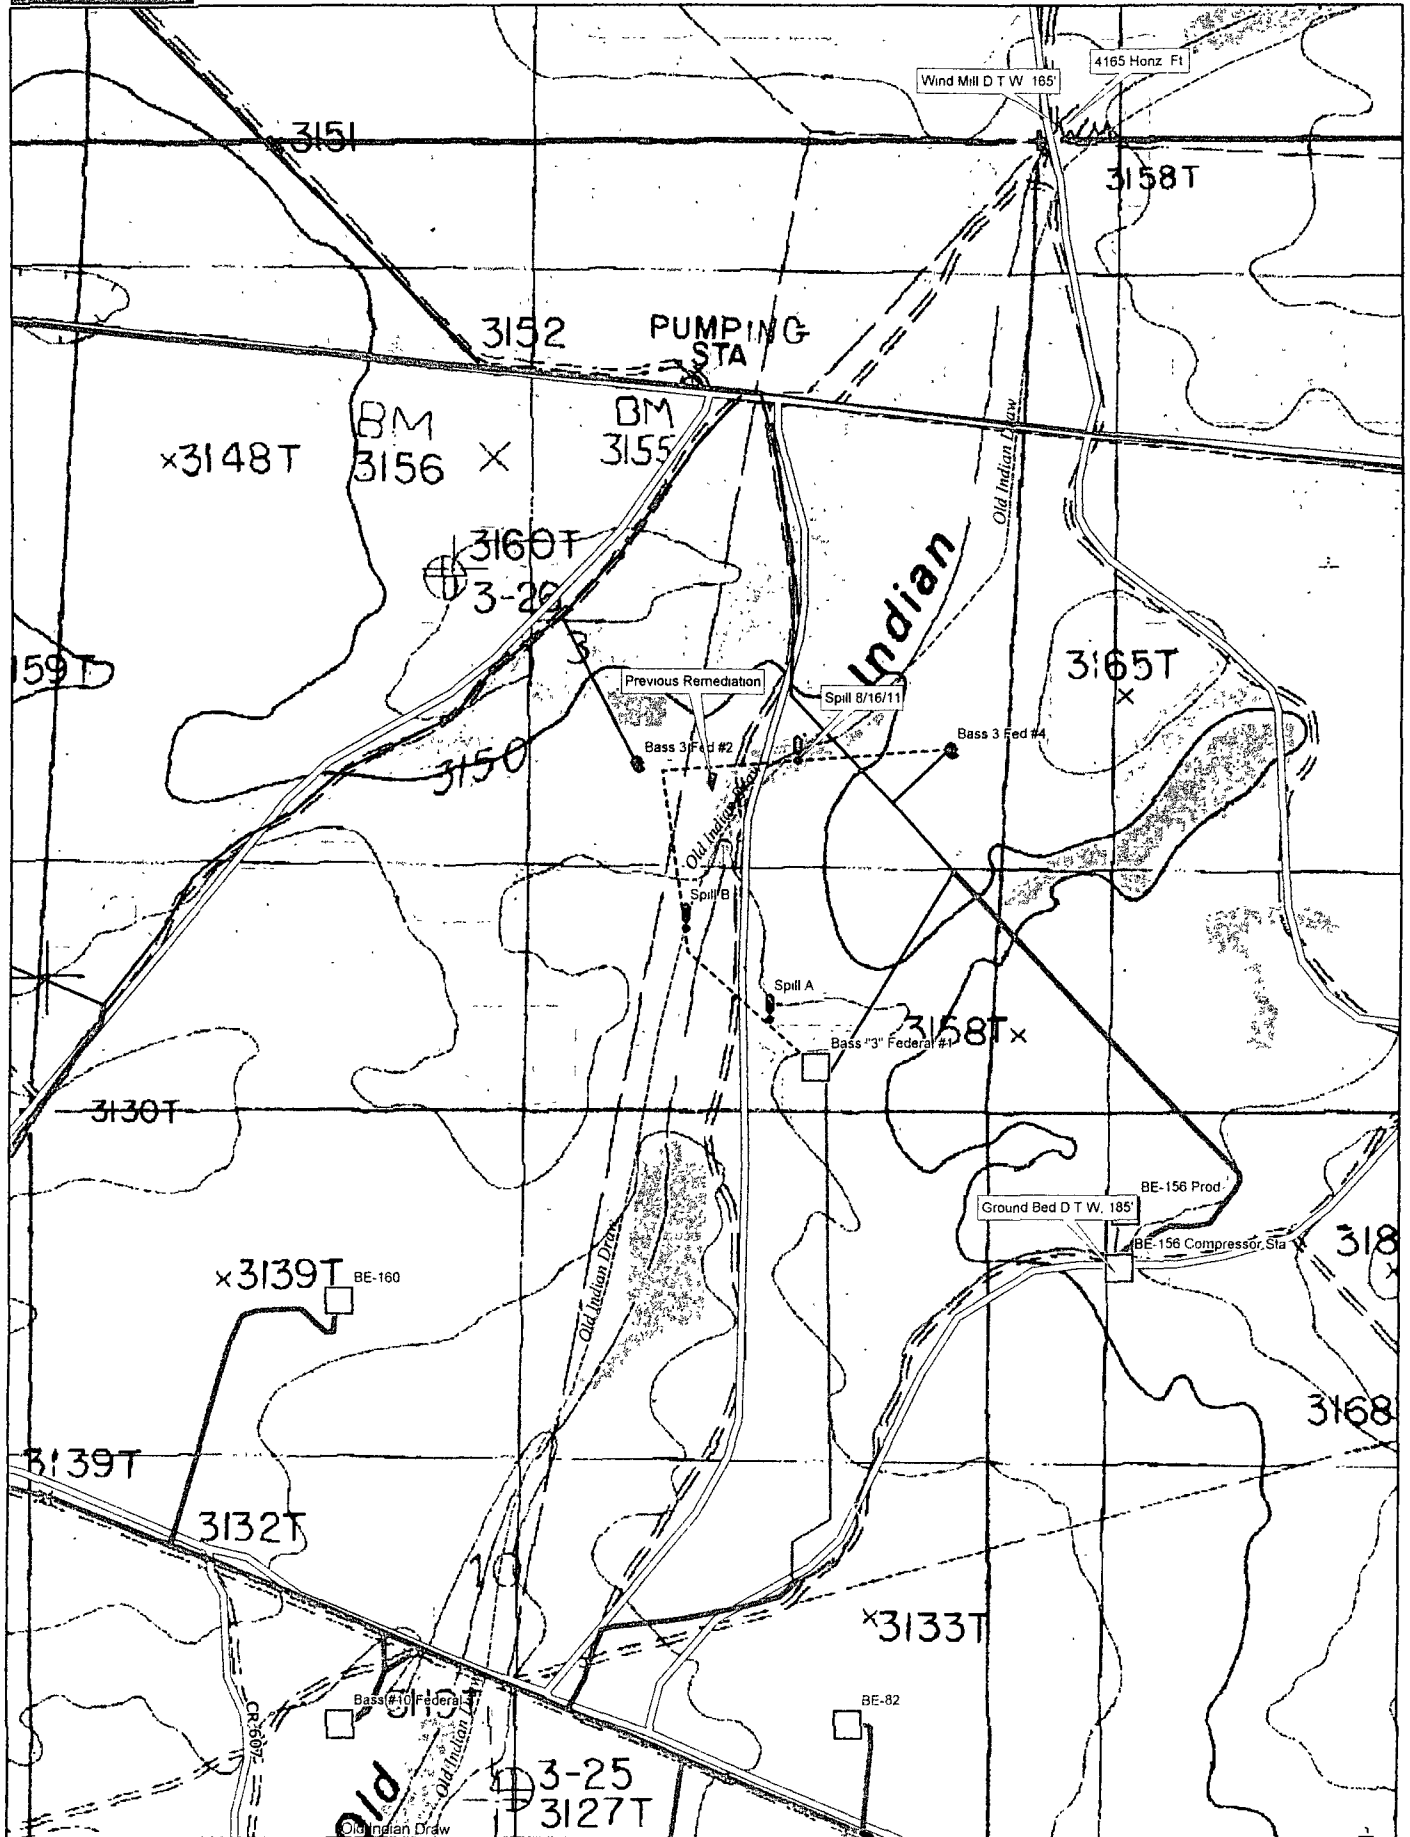 4165 Honz Ft
Wind Mill D T W 165'
3151
3158T
3152
PUMPING
STA
BM
3156
BM
3155
×3148T
Old Indian Draw
3160T
3-26
Indian
3
159T
3165T
Previous Remediation
Spill 8/16/11
Bass 3 Fed #2
Bass 3 Fed #4
3150
Old Indian Draw
Spill B
Spill A
3158T×
Bass "3" Federal #1
3130T
BE-156 Prod
Ground Bed D T W, 185'
BE-156 Compressor Sta
318
×3139T
BE-160
Old Indian Draw
3168
3139T
3132T
10
×3133T
Bass #10 Federal
BE-82
CR 607
Old Indian Draw
3-25
3127T
Old
Old Indian Draw